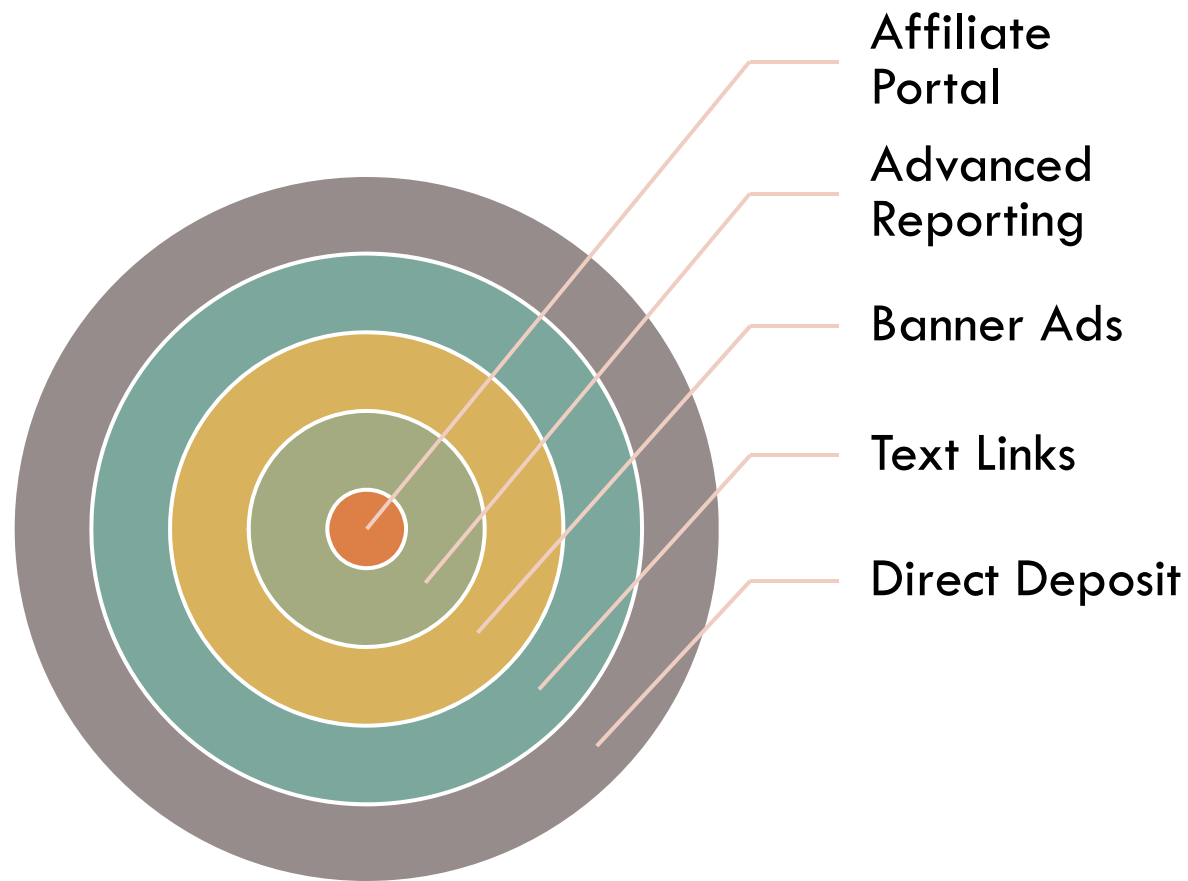 Affiliate
Portal
Advanced
Reporting
Banner Ads
Text Links
Direct Deposit